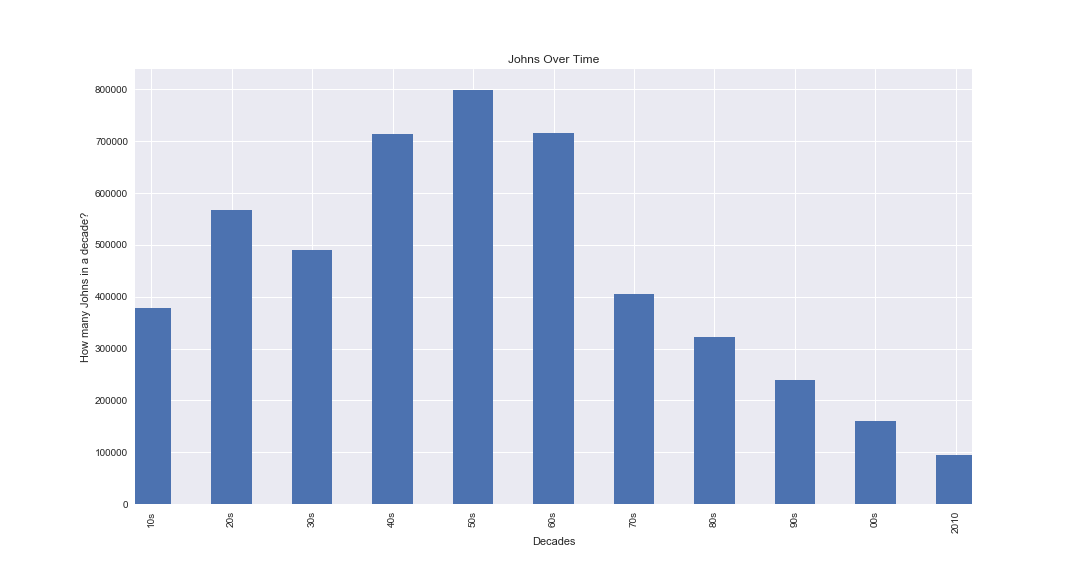 Johns Over Time
800000
700000
600000
500000
400000
300000
200000
100000
0
How many Johns in a decade?
10s
20s
30s
40s
50s
60s
70s
80s
90s
00s
2010
Decades